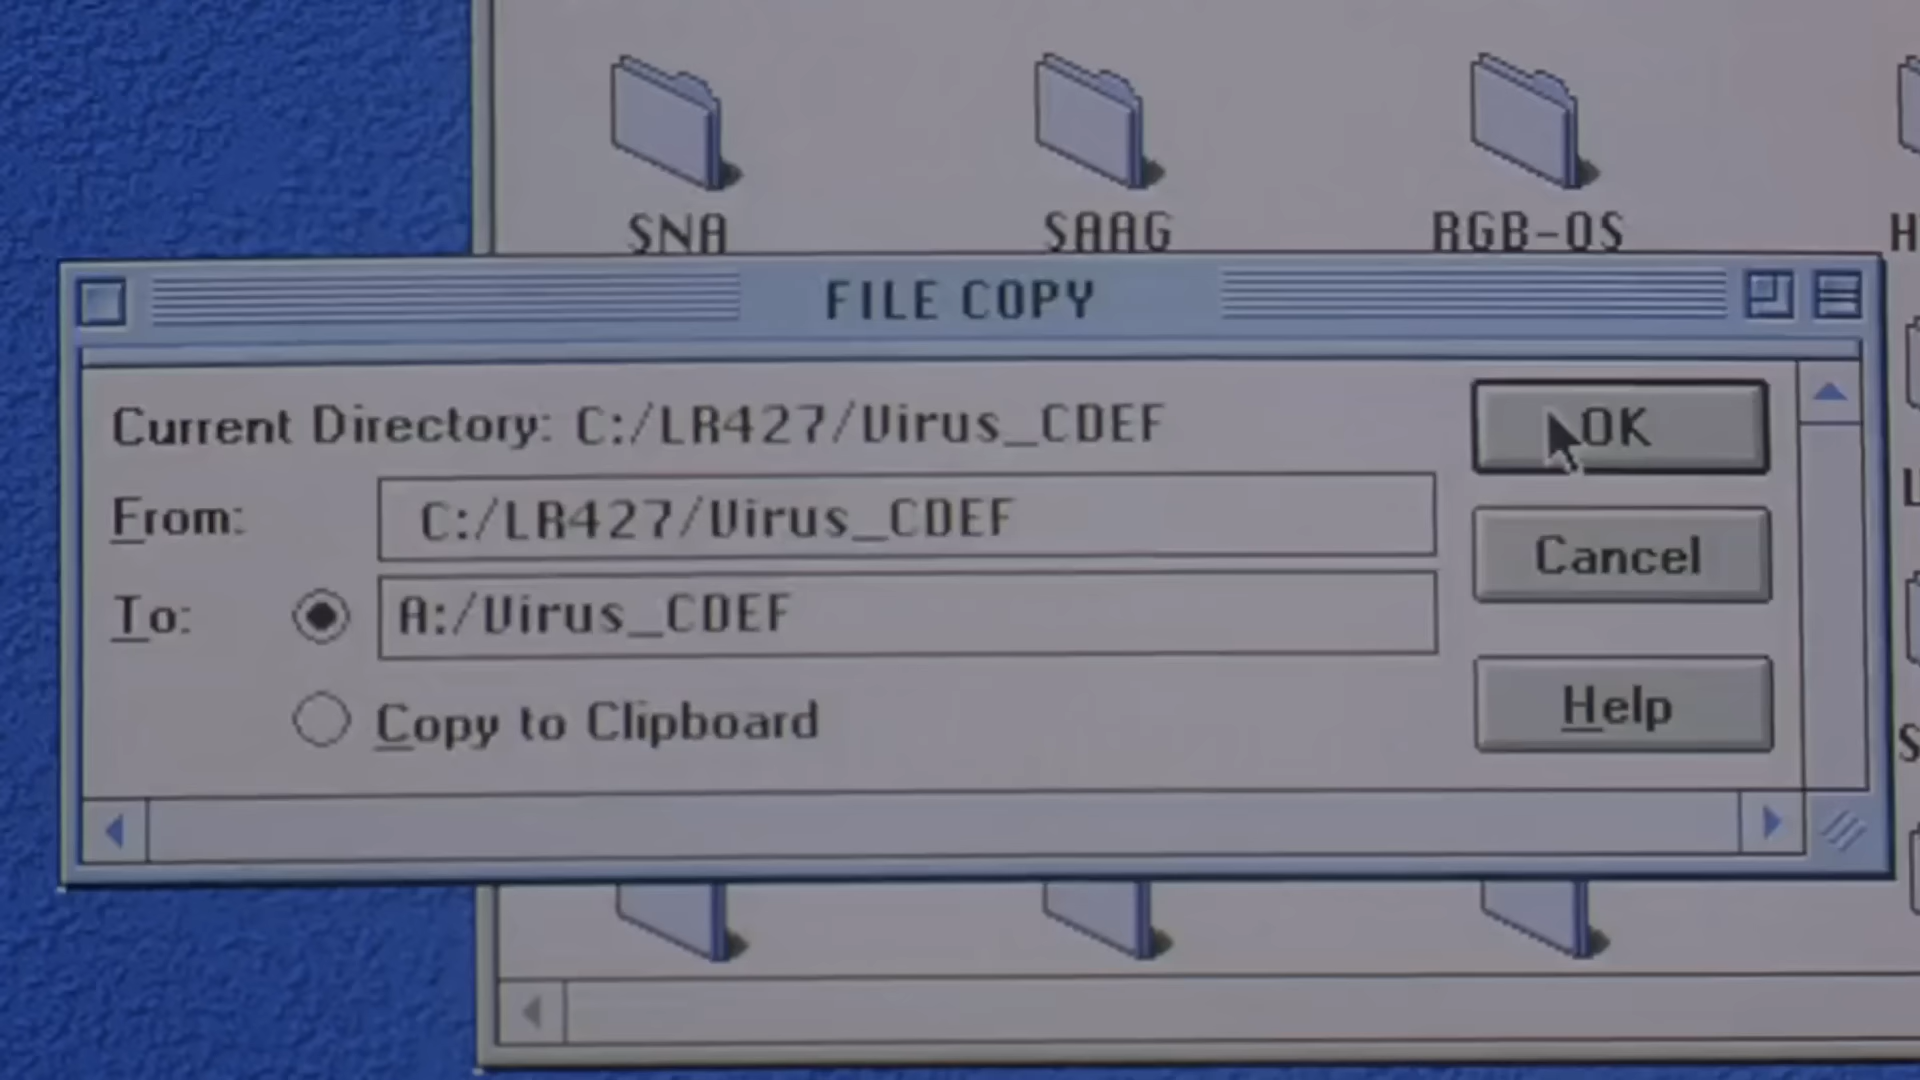 SNA SAAG RGB-OS H
FILE COPY
Current Directory: C:/LR427/Virus_CDEF
OK
From: C:/LR427/Virus_CDEF
Cancel
To: A:/Virus_CDEF
Copy to Clipboard
Help